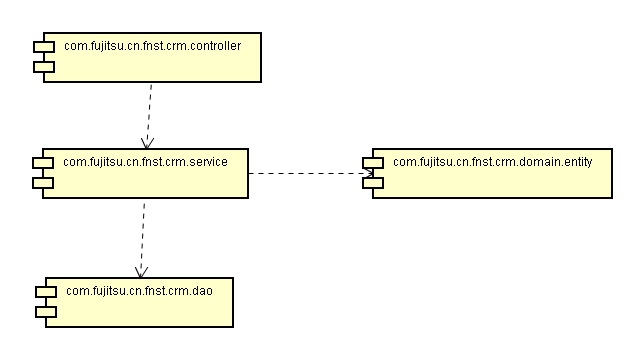 com.fujitsu.cn.fnst.crm.controller
com.fujitsu.cn.fnst.crm.service
com.fujitsu.cn.fnst.crm.domain.entity
com.fujitsu.cn.fnst.crm.dao